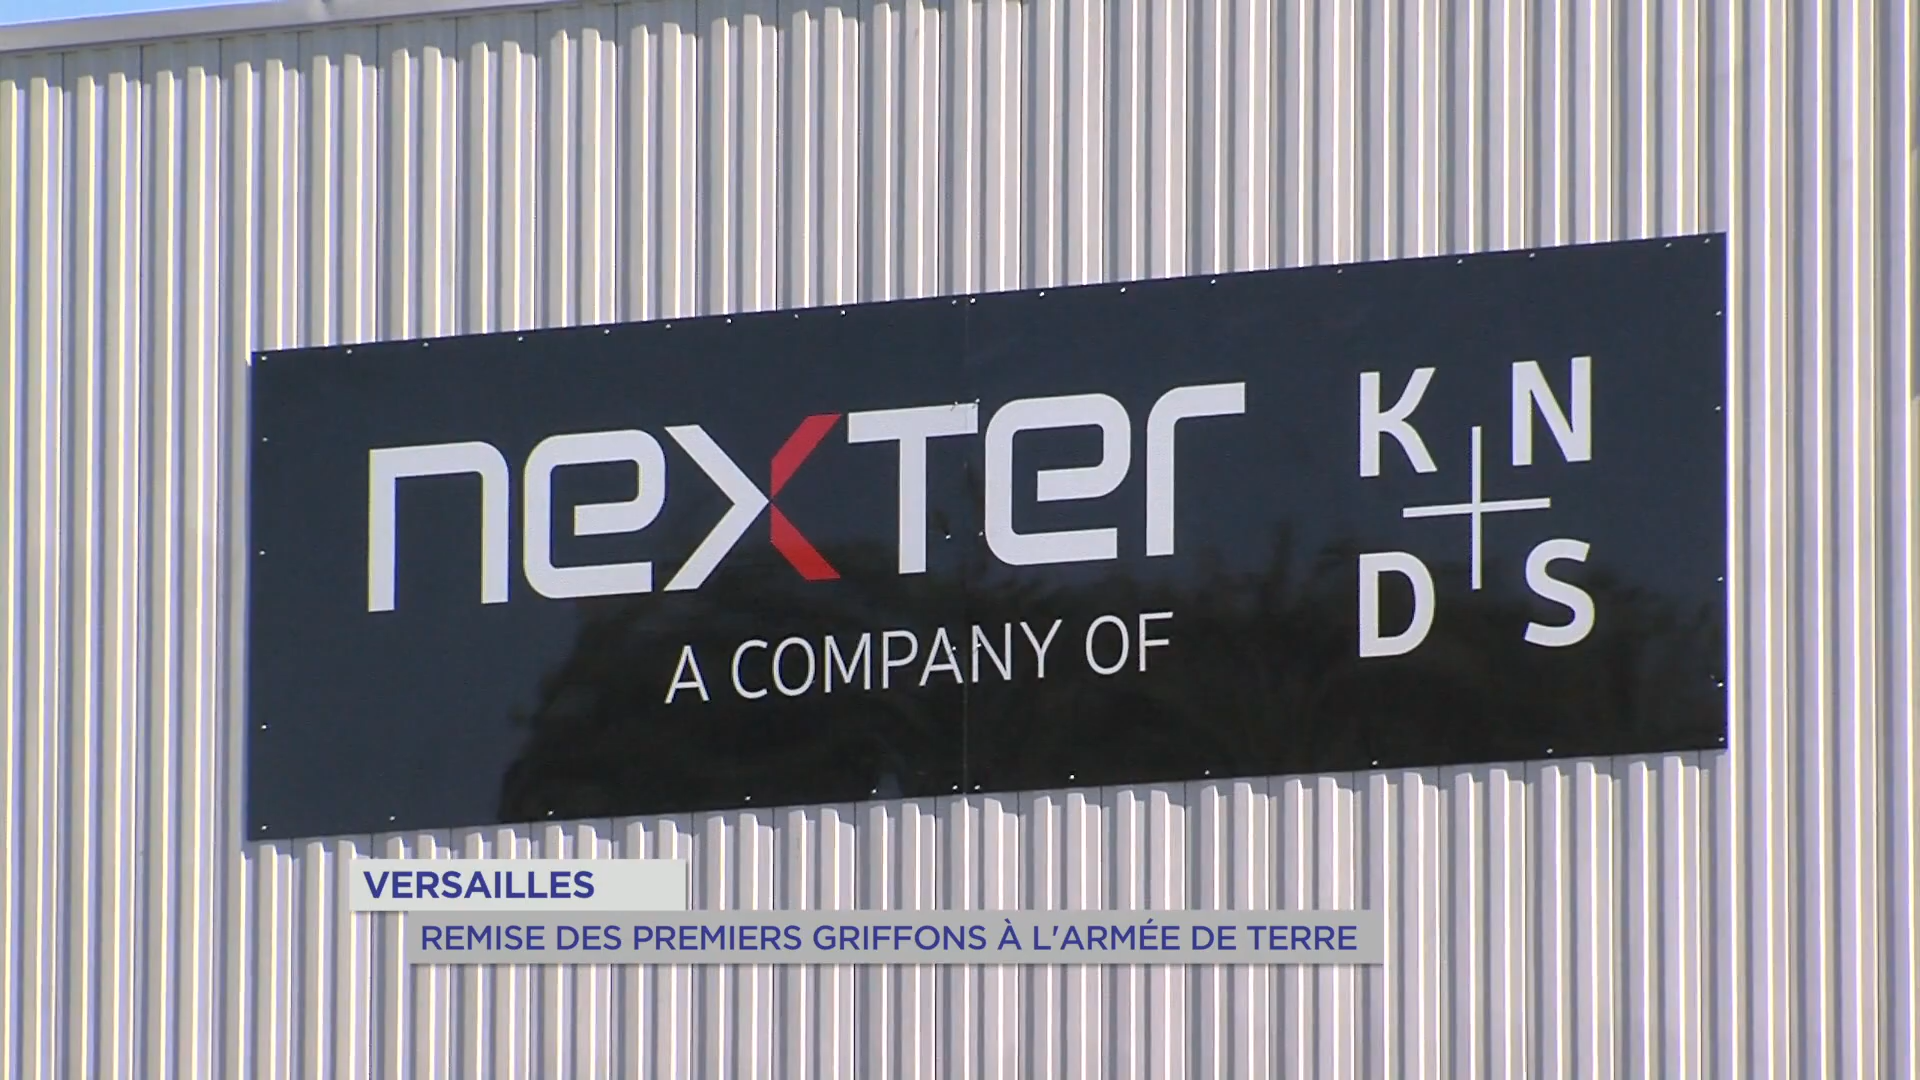 nexter
K N
D S
A COMPANY OF
VERSAILLES
REMISE DES PREMIERS GRIFFONS À L'ARMÉE DE TERRE